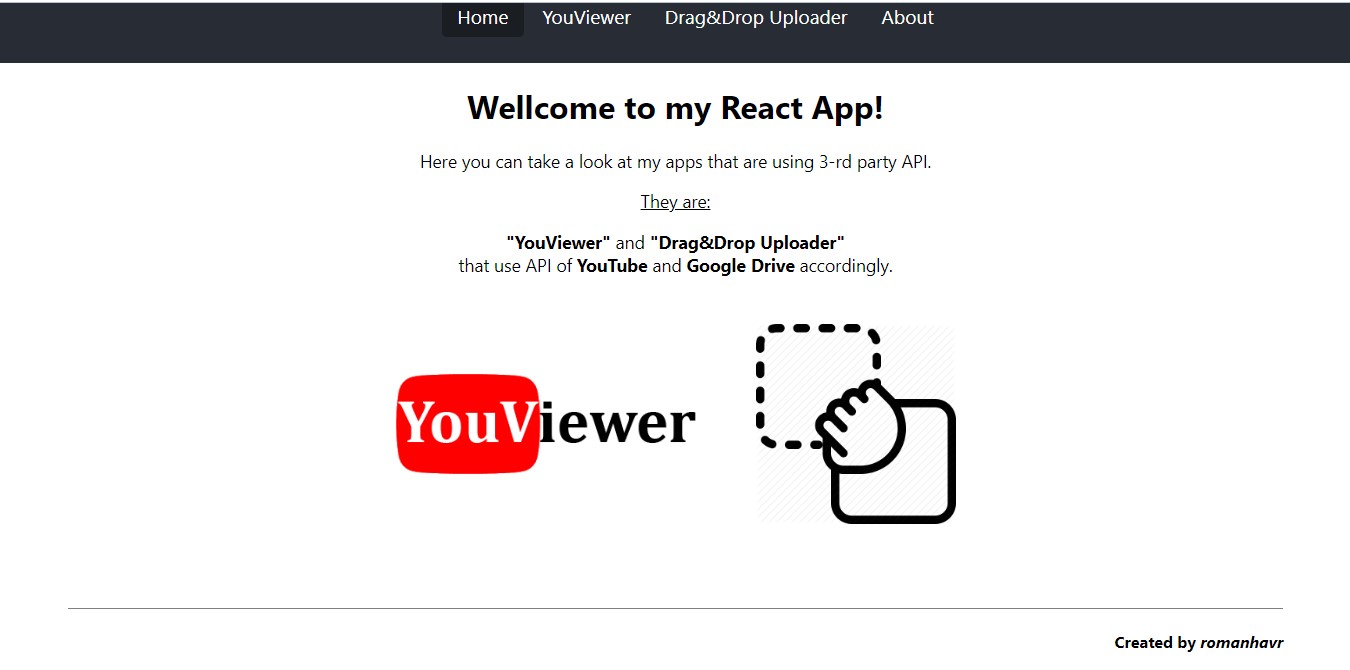 Home YouViewer Drag&Drop Uploader About
Wellcome to my React App!
Here you can take a look at my apps that are using 3-rd party API.
They are:
"YouViewer" and "Drag&Drop Uploader"
that use API of YouTube and Google Drive accordingly.
YouViewer
Created by romanhavr